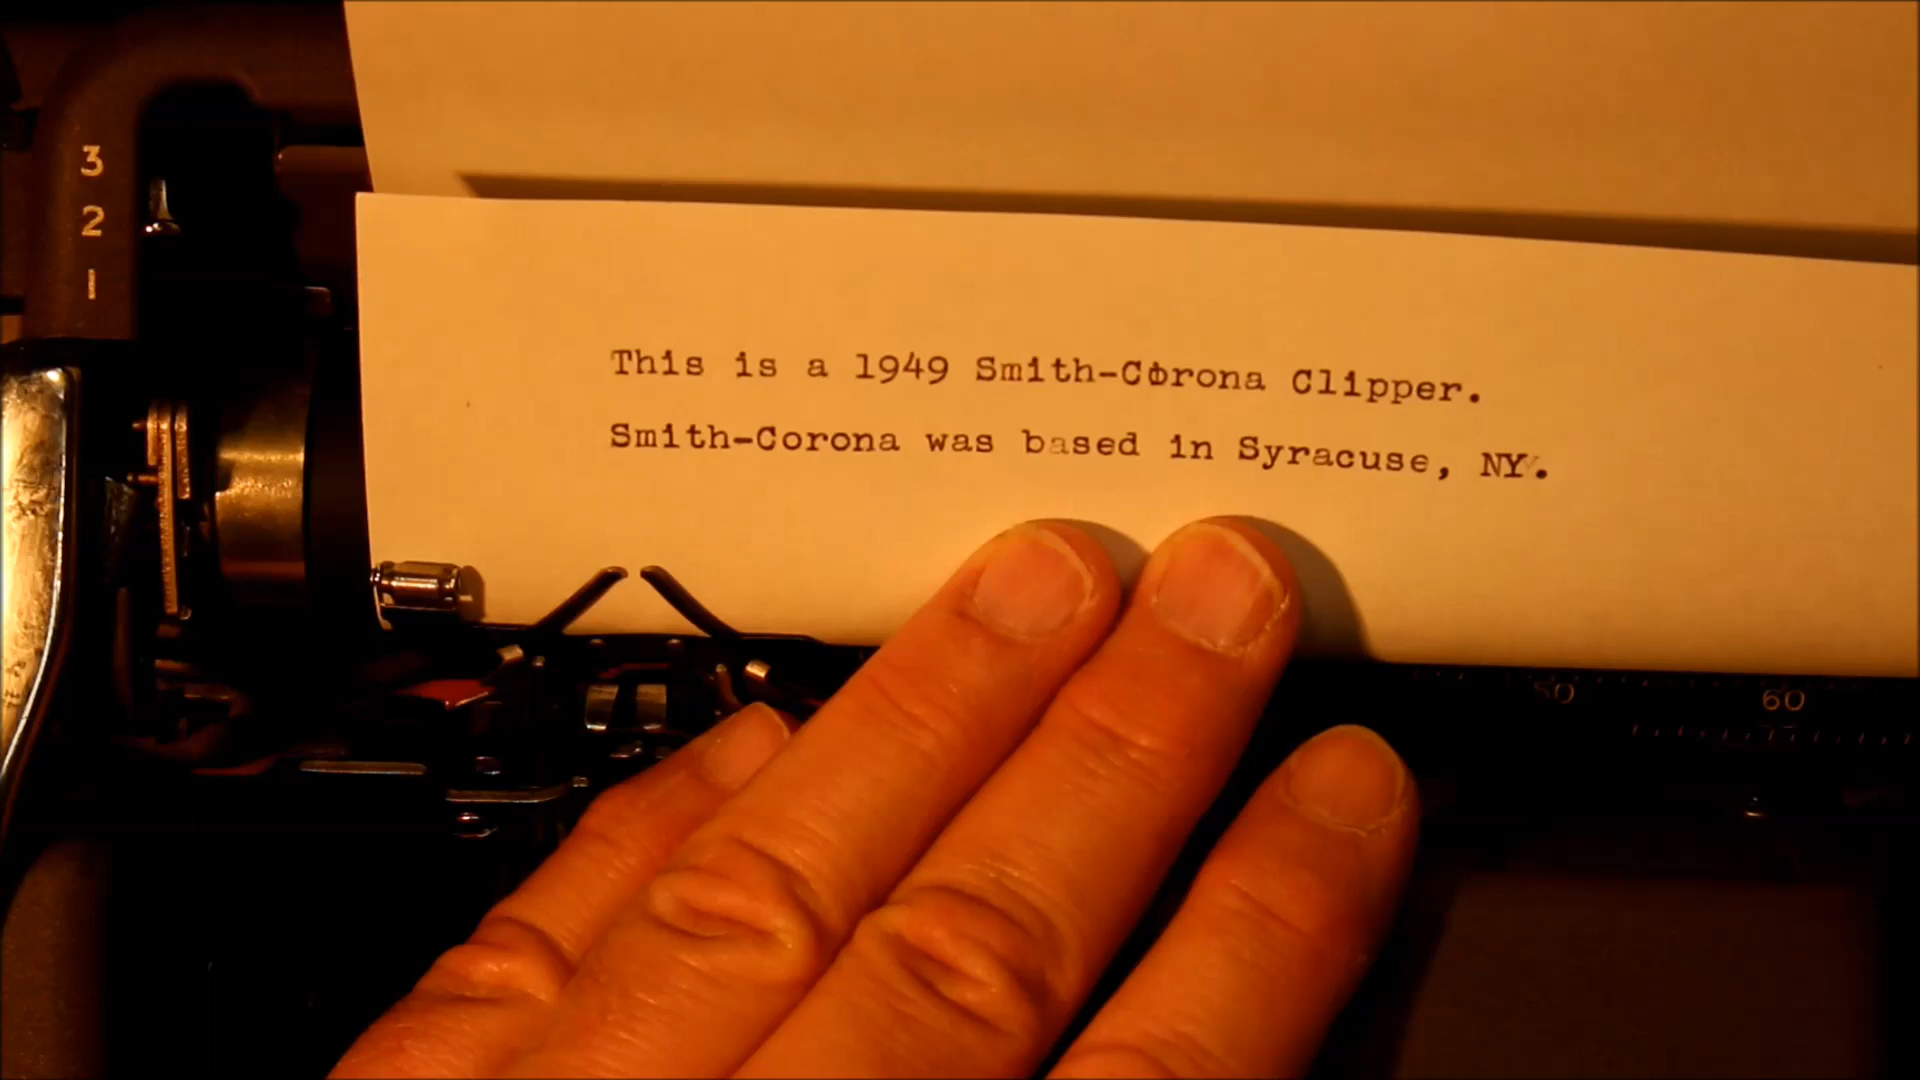 3
2
1
This is a 1949 Smith-Corona Clipper.
Smith-Corona was based in Syracuse, NY.
50
60